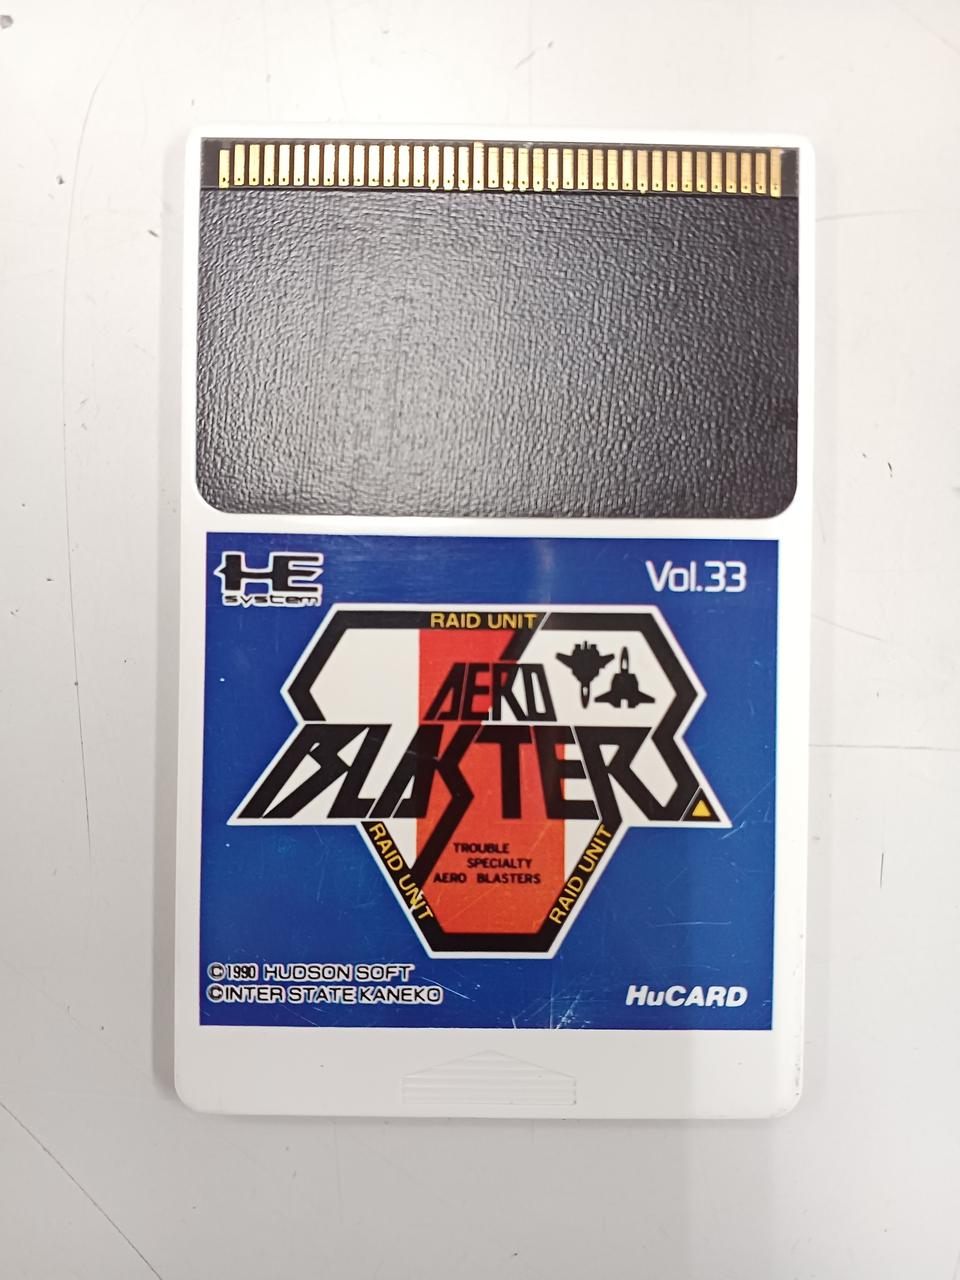 HE
system
Vol.33
RAID UNIT
AERO
BLASTERS
RAID UNIT
TROUBLE
SPECIALTY
AERO BLASTERS
RAID UNIT
©1990 HUDSON SOFT
©INTER STATE KANEKO
HuCARD